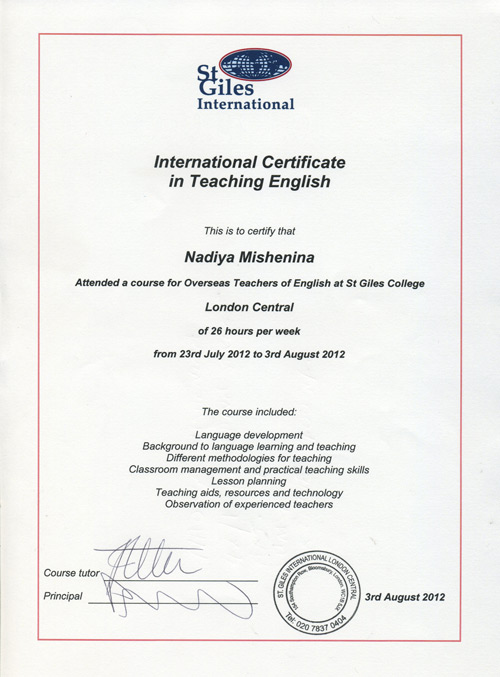 St
Giles
International
International Certificate
in Teaching English
This is to certify that
Nadiya Mishenina
Attended a course for Overseas Teachers of English at St Giles College
London Central
of 26 hours per week
from 23rd July 2012 to 3rd August 2012
The course included:
Language development
Background to language learning and teaching
Different methodologies for teaching
Classroom management and practical teaching skills
Lesson planning
Teaching aids, resources and technology
Observation of experienced teachers
Course tutor
Principal
ST. GILES INTERNATIONAL LONDON CENTRAL
154 Southampton Row, Bloomsbury, London WC1B 5JX
Tel: 020 7837 0404
3rd August 2012